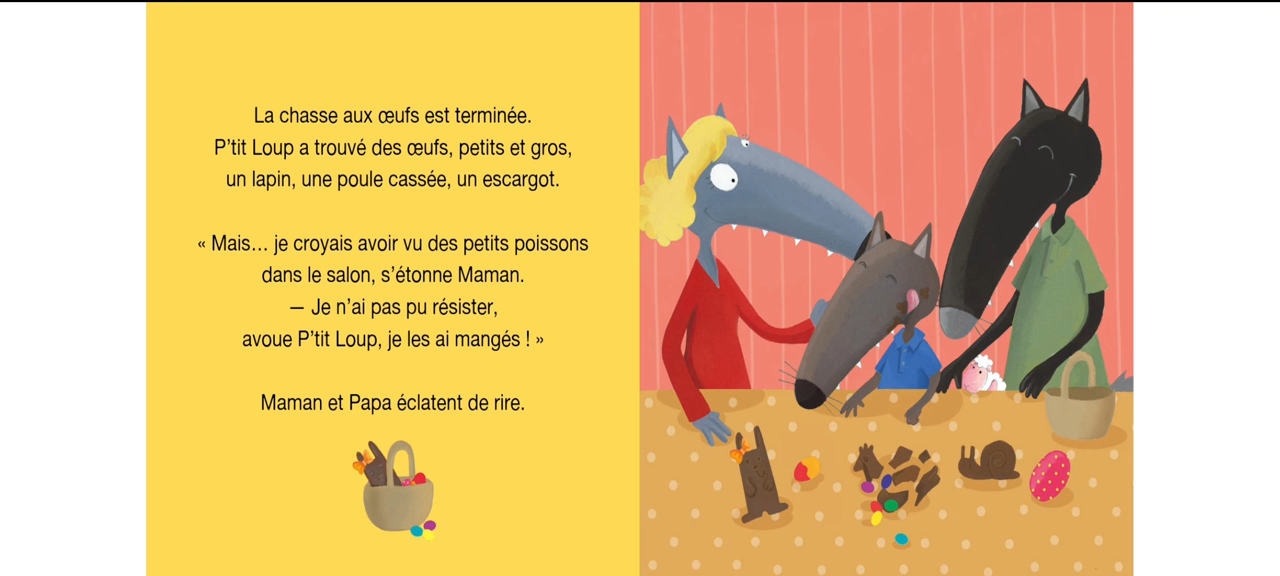 La chasse aux œufs est terminée.
P’tit Loup a trouvé des œufs, petits et gros,
un lapin, une poule cassée, un escargot.
« Mais… je croyais avoir vu des petits poissons
dans le salon, s’étonne Maman.
— Je n’ai pas pu résister,
avoue P’tit Loup, je les ai mangés ! »
Maman et Papa éclatent de rire.